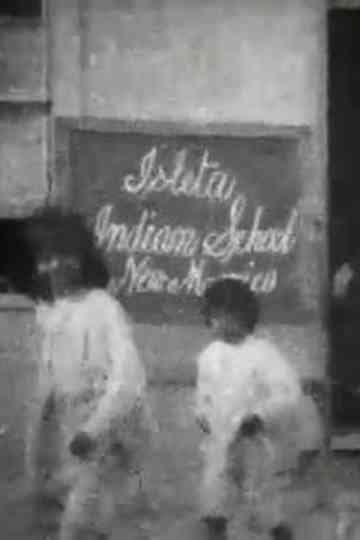 Isleta,
Indian School
New Mexico